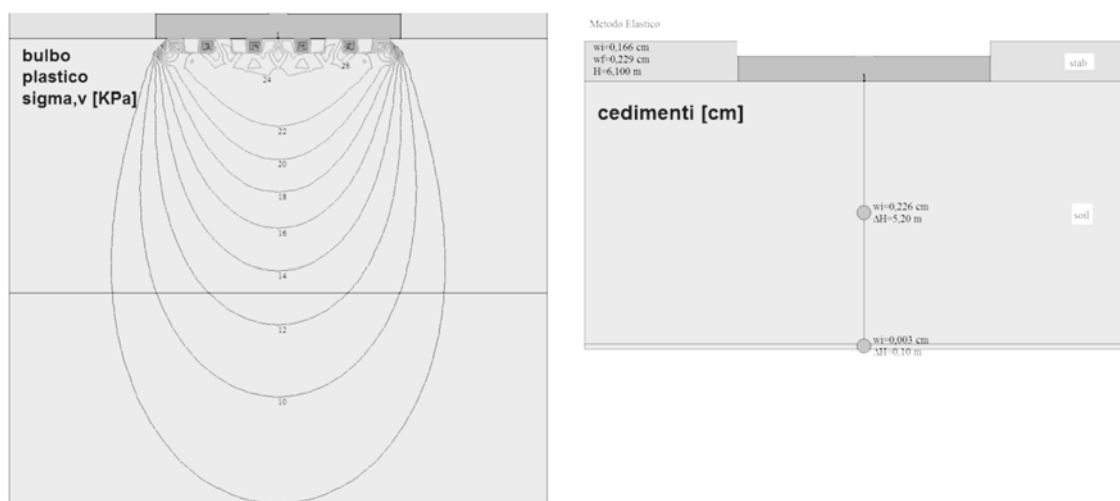 bulbo
plastico
sigma,v [KPa]
1
24
26
22
20
18
16
14
12
10
Metodo Elastico
wi=0,166 cm
wf=0,229 cm
H=6,100 m
stab
1
cedimenti [cm]
wi=0,226 cm
ΔH=5,20 m
soil
wi=0,003 cm
ΔH=0,10 m